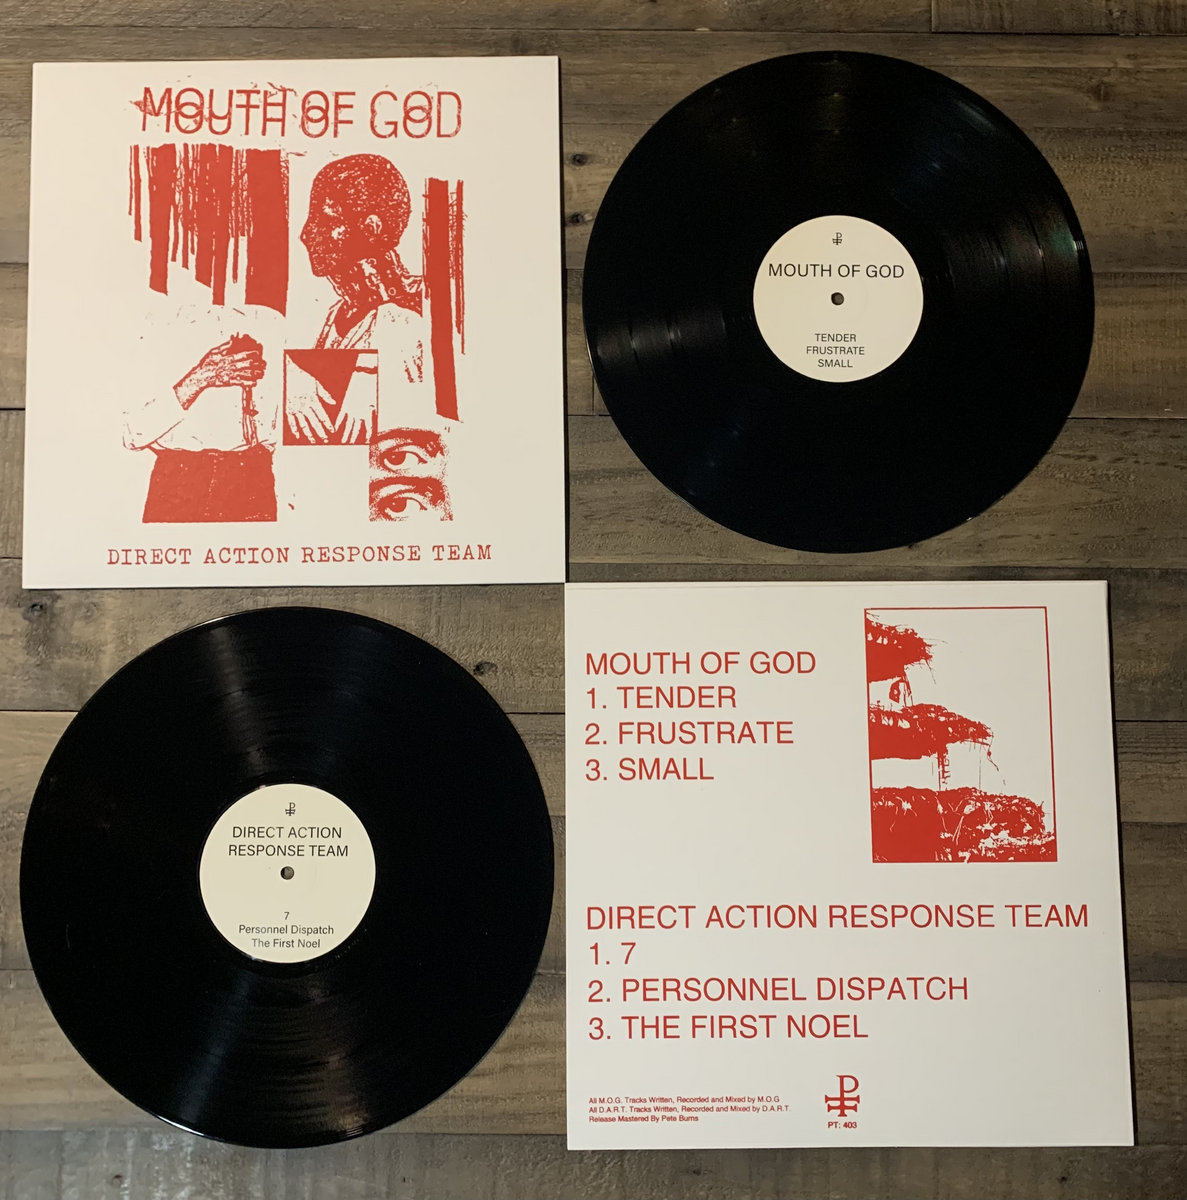 MOUTH OF GOD
DIRECT ACTION RESPONSE TEAM
MOUTH OF GOD
TENDER
FRUSTRATE
SMALL
DIRECT ACTION
RESPONSE TEAM
7
Personnel Dispatch
The First Noel
MOUTH OF GOD
1. TENDER
2. FRUSTRATE
3. SMALL
DIRECT ACTION RESPONSE TEAM
1. 7
2. PERSONNEL DISPATCH
3. THE FIRST NOEL
All M.O.G. Tracks Written, Recorded and Mixed by M.O.G
All D.A.R.T. Tracks Written, Recorded and Mixed by D.A.R.T.
Release Mastered By Pete Burns
PT: 403